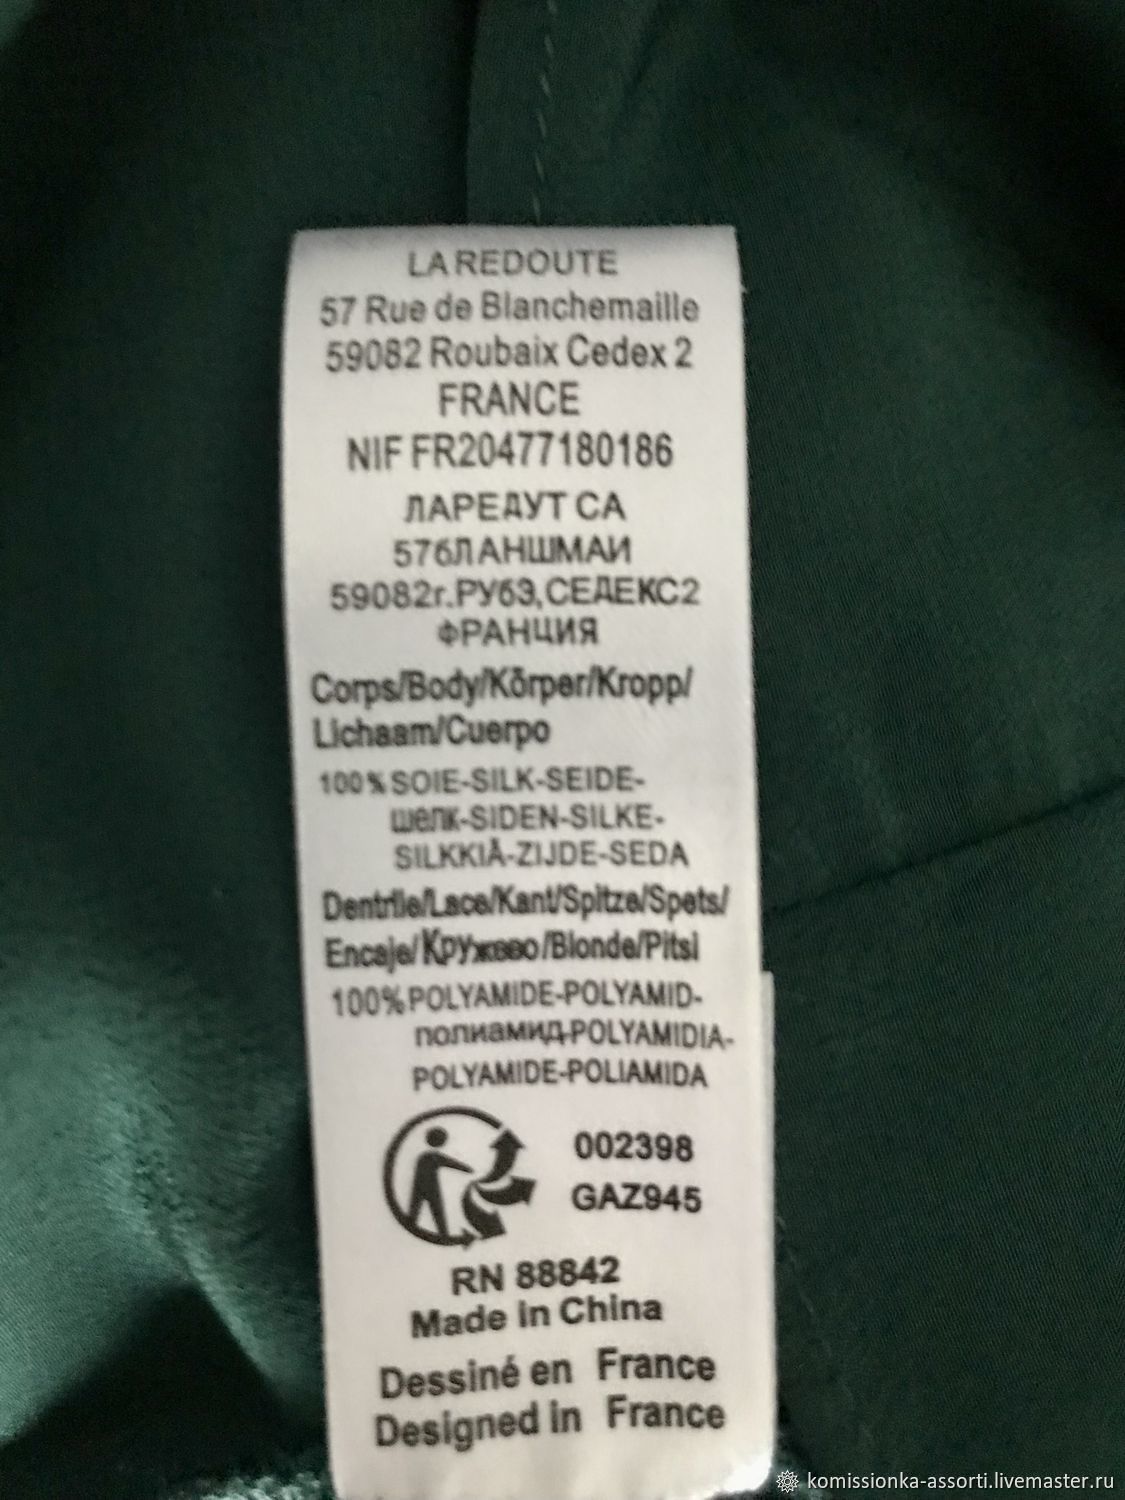 LA REDOUTE
57 Rue de Blanchemaille
59082 Roubaix Cedex 2
FRANCE
NIF FR20477180186
ЛАРЕДУТ СА
57бЛАНШМАИ
59082г.РУбЭ,СЕДЕКС2
фРАНЦИЯ
Corps/Body/Körper/Kropp/
Lichaam/Cuerpo
100%SOIE-SILK-SEIDE-
шелк-SIDEN-SILKE-
SILKKIÄ-ZIJDE-SEDA
Dentrlle/Lace/Kant/Spitze/Spets/
Encaje/Кружево/Blonde/Pitsi
100%POLYAMIDE-POLYAMID-
полиамид-POLYAMIDIA-
POLYAMIDE-POLIAMIDA
002398
GAZ945
RN 88842
Made in China
Dessiné en France
Designed in France
komissionka-assorti.livemaster.ru